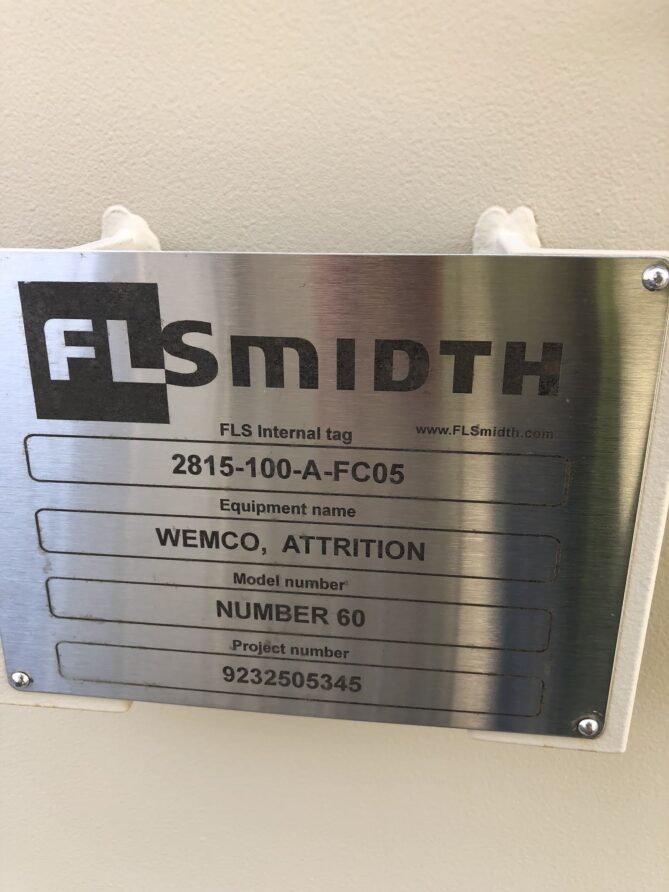 FLSMIDTH
FLS Internal tag
www.FLSmidth.com
2815-100-A-FC05
Equipment name
WEMCO, ATTRITION
Model number
NUMBER 60
Project number
9232505345